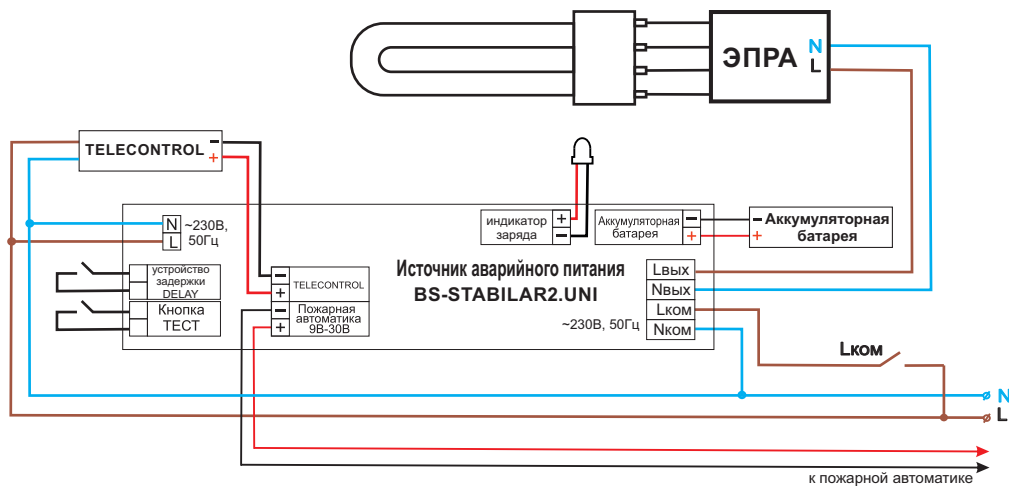 ЭПРА
N
L
TELECONTROL
−
+
N
L
~230В,
50Гц
индикатор
заряда
+
−
Аккумуляторная
батарея
−
+
−
+
Аккумуляторная
батарея
устройство
задержки
DELAY
Кнопка
ТЕСТ
−
+
TELECONTROL
−
+
Пожарная
автоматика
9В-30В
Источник аварийного питания
BS-STABILAR2.UNI
~230В, 50Гц
Lвых
Nвых
Lком
Nком
Lком
N
L
к пожарной автоматике